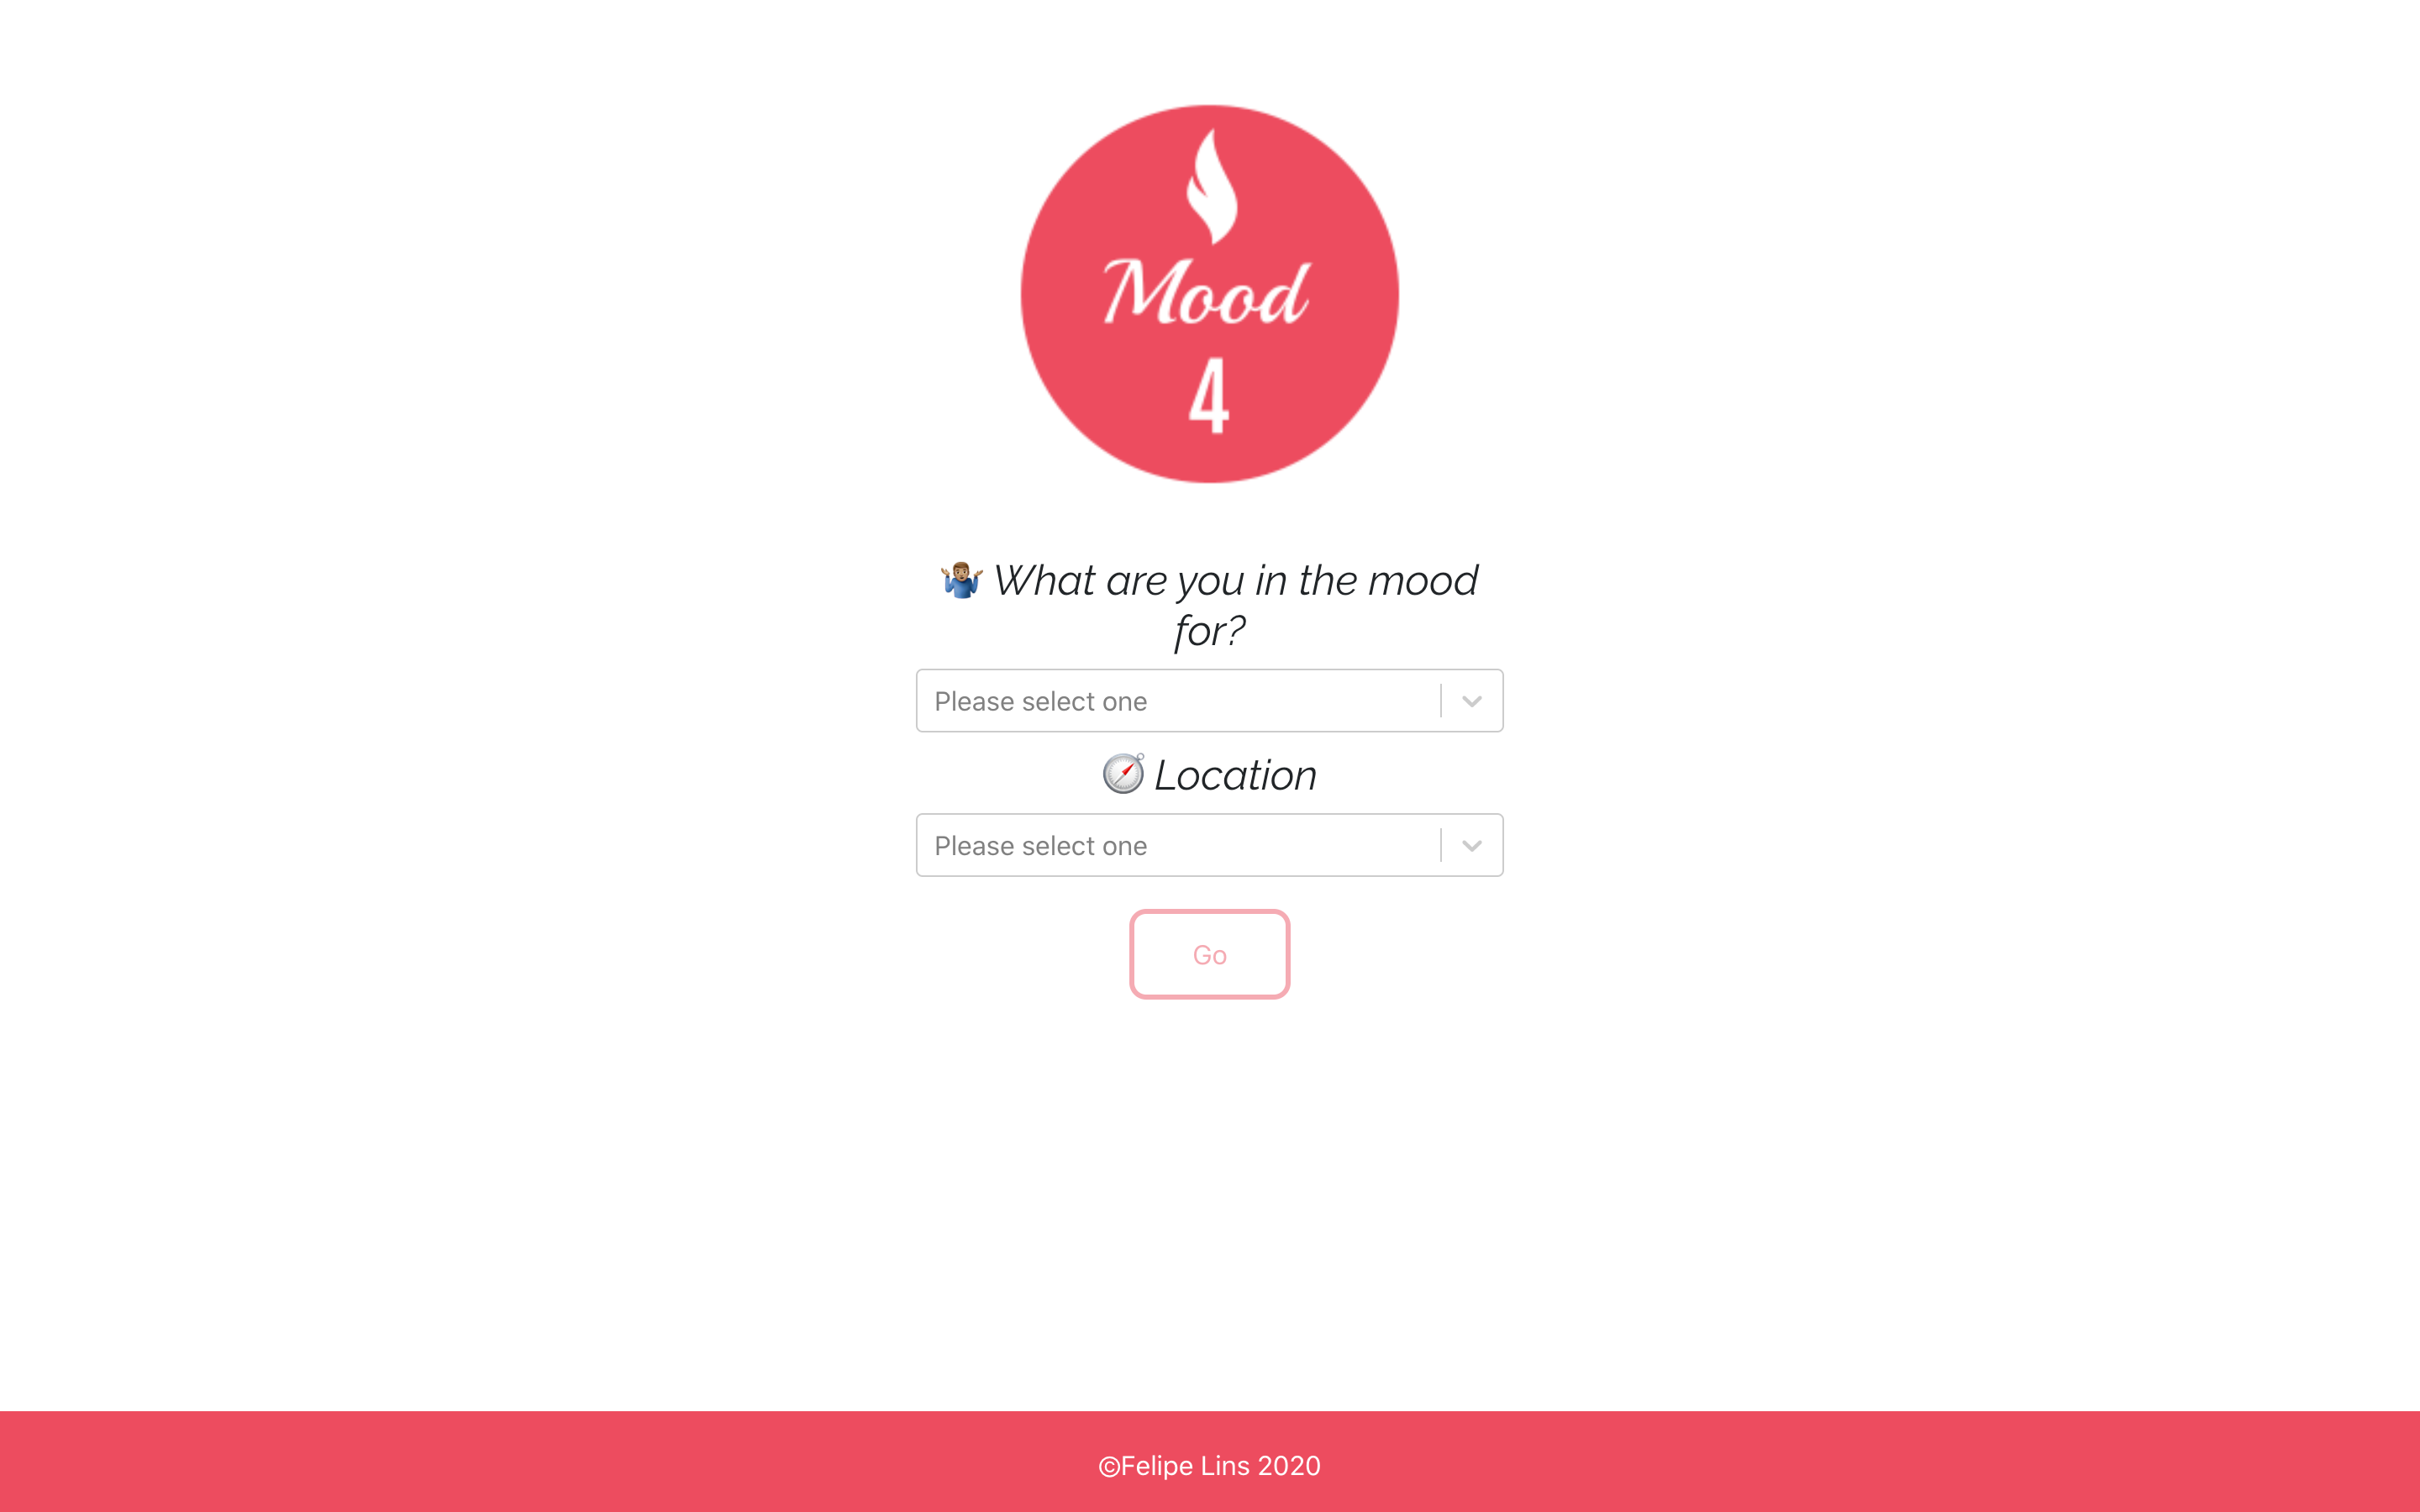 Mood
4
🤷🏽‍♂️ What are you in the mood
for?
Please select one
🧭 Location
Please select one
Go
©Felipe Lins 2020